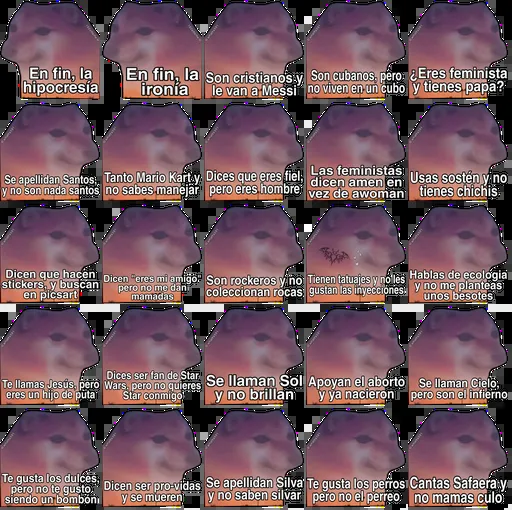 En fin, la
hipocresía
En fin, la
ironía
Son cristianos y
le van a Messi
Son cubanos, pero
no viven en un cubo
¿Eres feminista
y tienes papa?
Se apellidan Santos,
y no son nada santos
Tanto Mario Kart y
no sabes manejar
Dices que eres fiel,
pero eres hombre
Las feministas
dicen amen en
vez de awoman
Usas sostén y no
tienes chichis
Dicen que hacen
stickers, y buscan
en picsart
Dicen "eres mi amigo,"
pero no me dan
mamadas
Son rockeros y no
coleccionan rocas
Tienen tatuajes y no les
gustan las inyecciones
Hablas de ecología
y no me planteas
unos besotes
Te llamas Jesus, pero
eres un hijo de puta
Dices ser fan de Star
Wars, pero no quieres
Star conmigo
Se llaman Sol
y no brillan
Apoyan el aborto
y ya nacieron
Se llaman Cielo,
pero son el infierno
Te gusta los dulces,
pero no te gusto,
siendo un bombón
Dicen ser pro-vidas
y se mueren
Se apellidan Silva
y no saben silvar
Te gusta los perros
pero no el perreo
Cantas Safaera y
no mamas culo